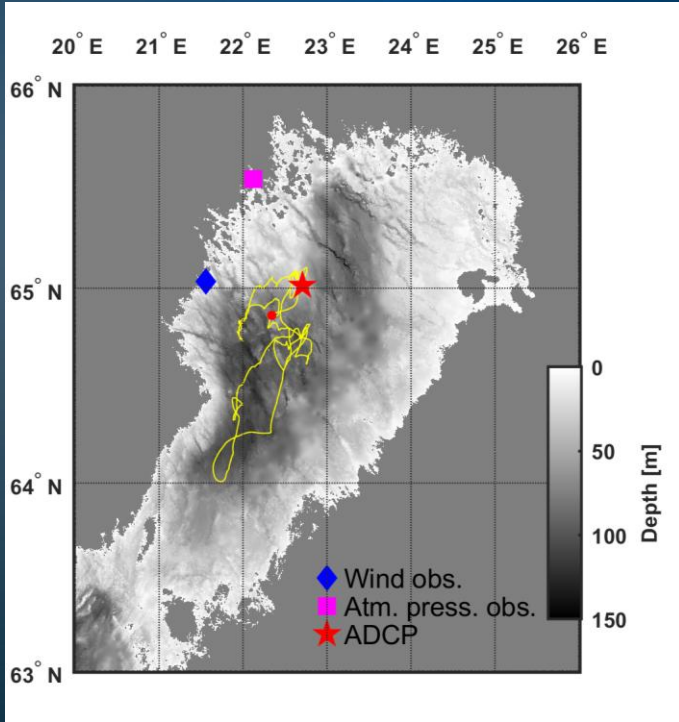 20° E 21° E 22° E 23° E 24° E 25° E 26° E
66° N
65° N
64° N
63° N
0
50
100
150
Depth [m]
Wind obs.
Atm. press. obs.
ADCP